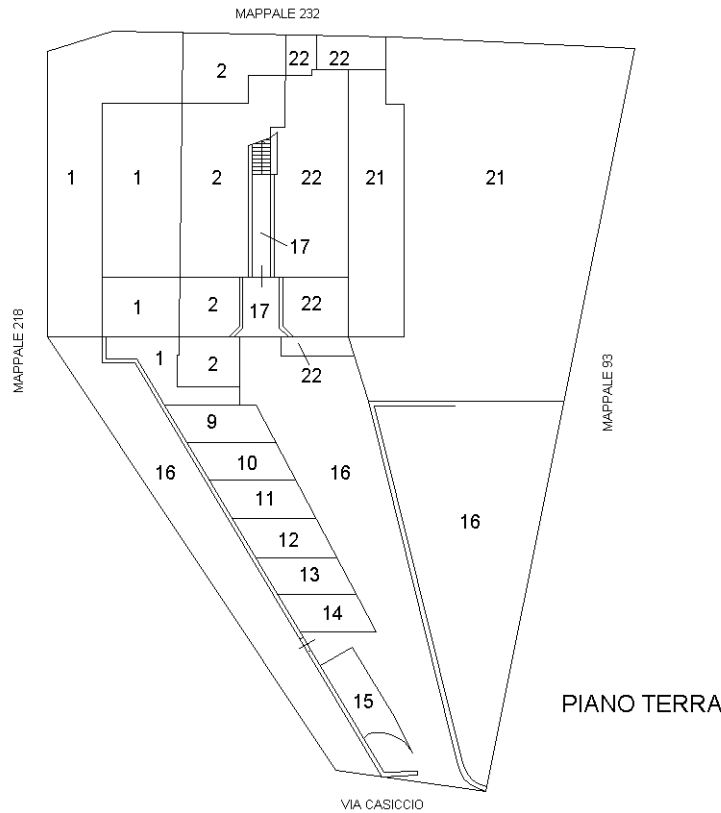 MAPPALE 232
2 22 22
1 1 2 22 21 21
17
1 2 17 22
MAPPALE 218
1 2 22
MAPPALE 93
9
16 10 16
11
16
12
13
14
15
PIANO TERRA
VIA CASICCIO